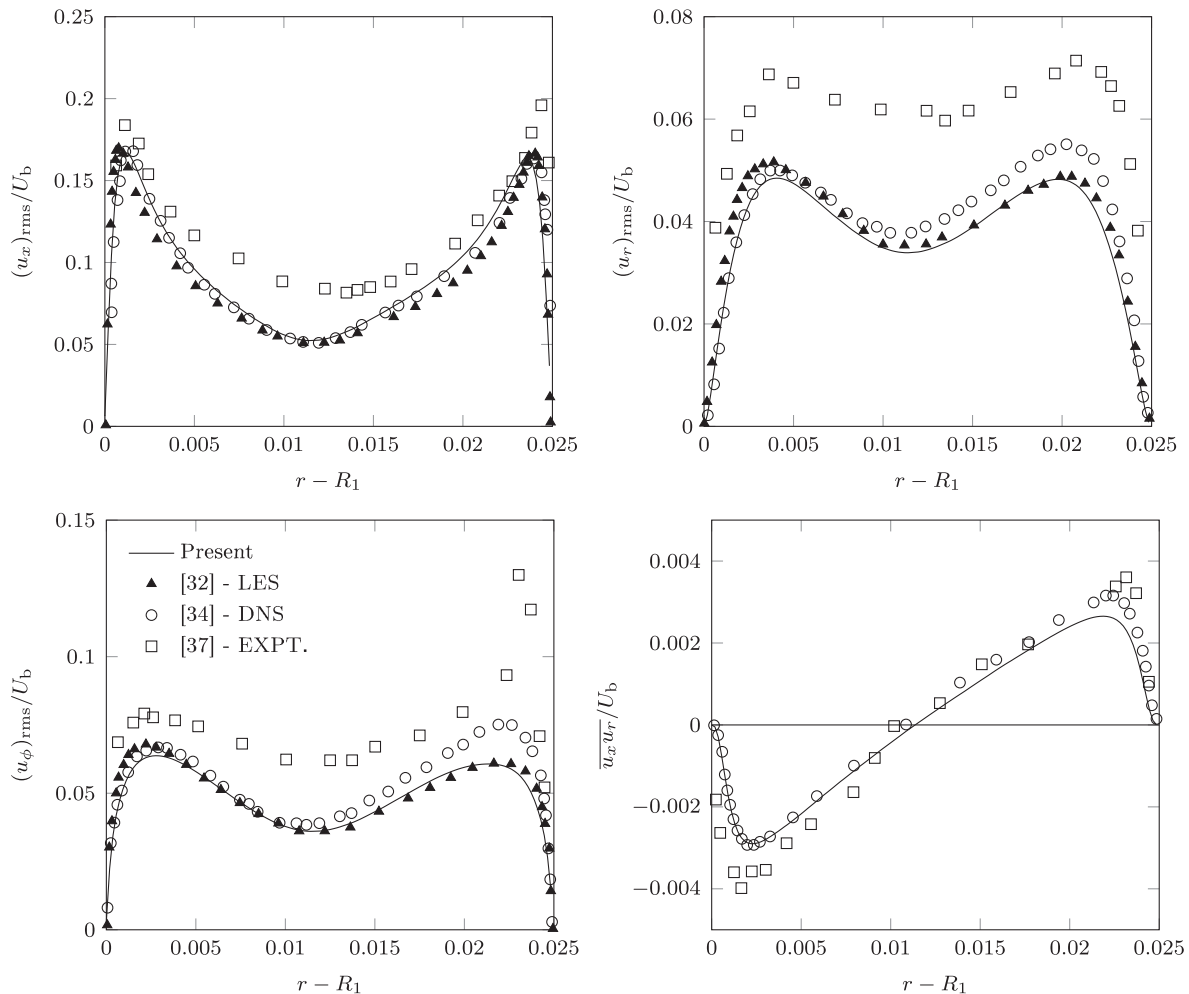 0.25
0.2
0.15
0.1
0.05
0
(u_x)rms/U_b
0 0.005 0.01 0.015 0.02 0.025
r − R_1
0.08
0.06
0.04
0.02
0
(u_r)rms/U_b
0 0.005 0.01 0.015 0.02 0.025
r − R_1
0.15
0.1
0.05
0
(u_ϕ)rms/U_b
Present
[32] - LES
[34] - DNS
[37] - EXPT.
0 0.005 0.01 0.015 0.02 0.025
r − R_1
0.004
0.002
0
−0.002
−0.004
u_x u_r/U_b
0 0.005 0.01 0.015 0.02 0.025
r − R_1